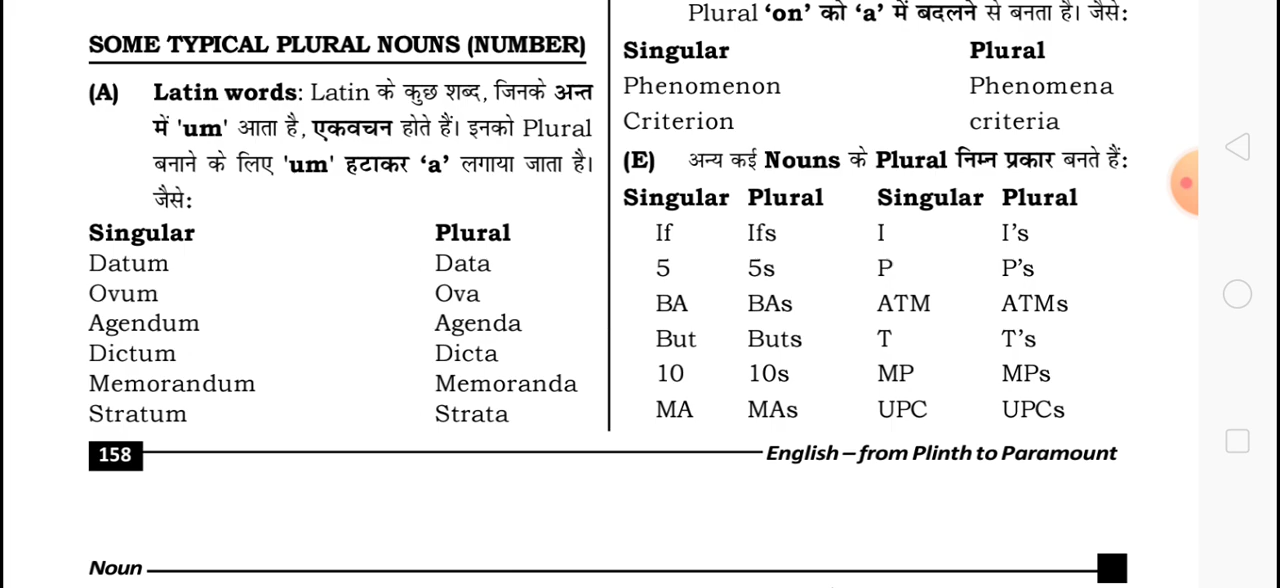 SOME TYPICAL PLURAL NOUNS (NUMBER)
(A) Latin words: Latin के कुछ शब्द, जिनके अन्त
में 'um' आता है, एकवचन होते हैं। इनको Plural
बनाने के लिए 'um' हटाकर ‘a’ लगाया जाता है।
जैसे:
Singular Plural
Datum Data
Ovum Ova
Agendum Agenda
Dictum Dicta
Memorandum Memoranda
Stratum Strata
Plural ‘on’ को ‘a’ में बदलने से बनता है। जैसे:
Singular Plural
Phenomenon Phenomena
Criterion criteria
(E) अन्य कई Nouns के Plural निम्न प्रकार बनते हैं:
Singular Plural Singular Plural
If Ifs I I’s
5 5s P P’s
BA BAs ATM ATMs
But Buts T T’s
10 10s MP MPs
MA MAs UPC UPCs
158 English – from Plinth to Paramount
Noun